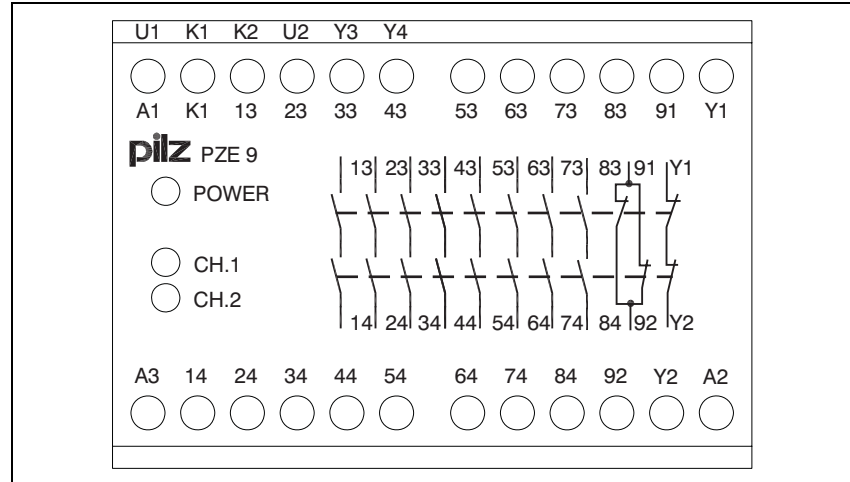 U1 K1 K2 U2 Y3 Y4
A1 K1 13 23 33 43 53 63 73 83 91 Y1
pilz PZE 9
13 23 33 43 53 63 73 83 91 Y1
POWER
CH.1
CH.2
14 24 34 44 54 64 74 84 92 Y2
A3 14 24 34 44 54 64 74 84 92 Y2 A2